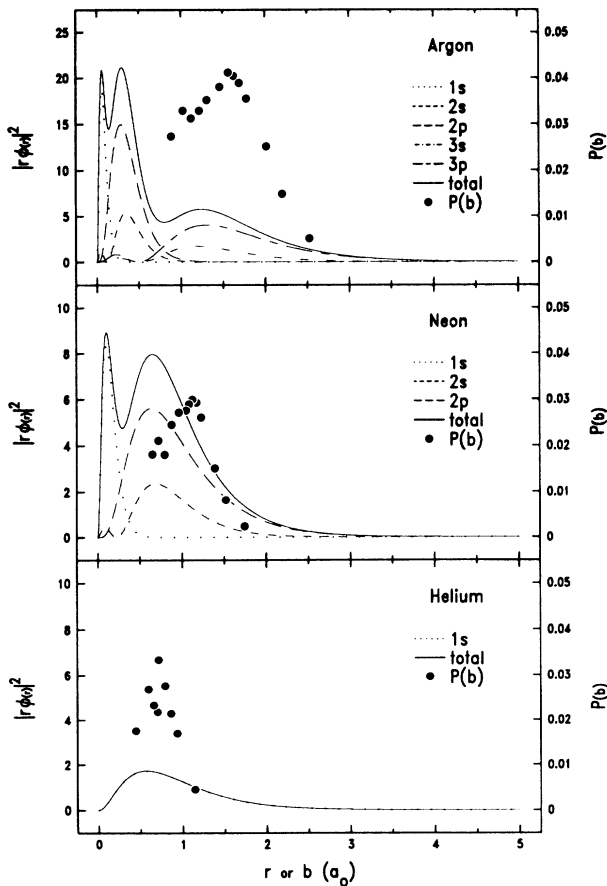 Argon
1s
2s
2p
3s
3p
total
P(b)
25
20
15
10
5
0
0.05
0.04
0.03
0.02
0.01
0
|rϕ(r)|²
P(b)
Neon
1s
2s
2p
total
P(b)
10
8
6
4
2
0
0.05
0.04
0.03
0.02
0.01
0
|rϕ(r)|²
P(b)
Helium
1s
total
P(b)
10
8
6
4
2
0
0.05
0.04
0.03
0.02
0.01
0
|rϕ(r)|²
P(b)
0 1 2 3 4 5
r or b (a₀)